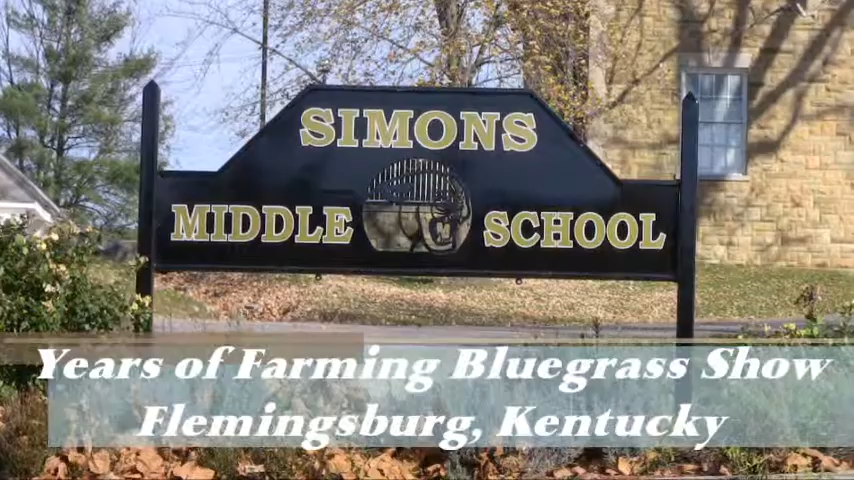 SIMONS
MIDDLE SCHOOL
Years of Farming Bluegrass Show
Flemingsburg, Kentucky